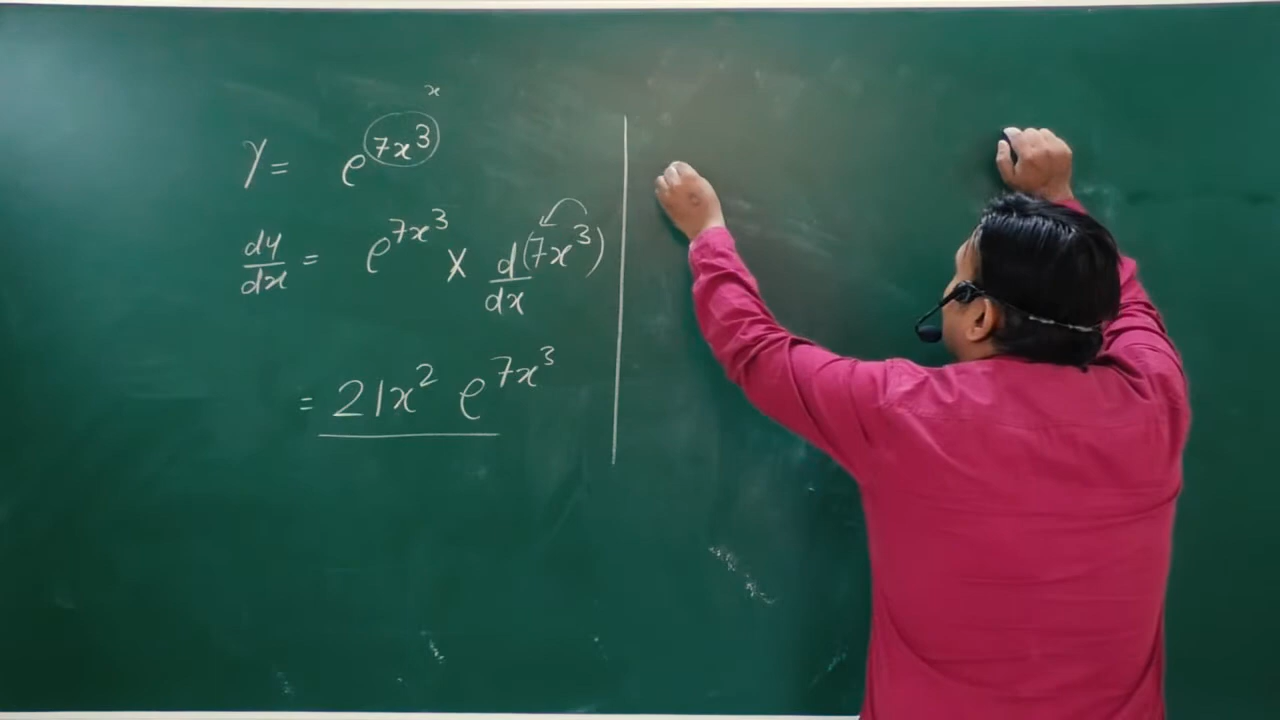 x
y = e^{7x^3}
dy/dx = e^{7x^3} × d/dx (7x^3)
= 21x^2 e^{7x^3}